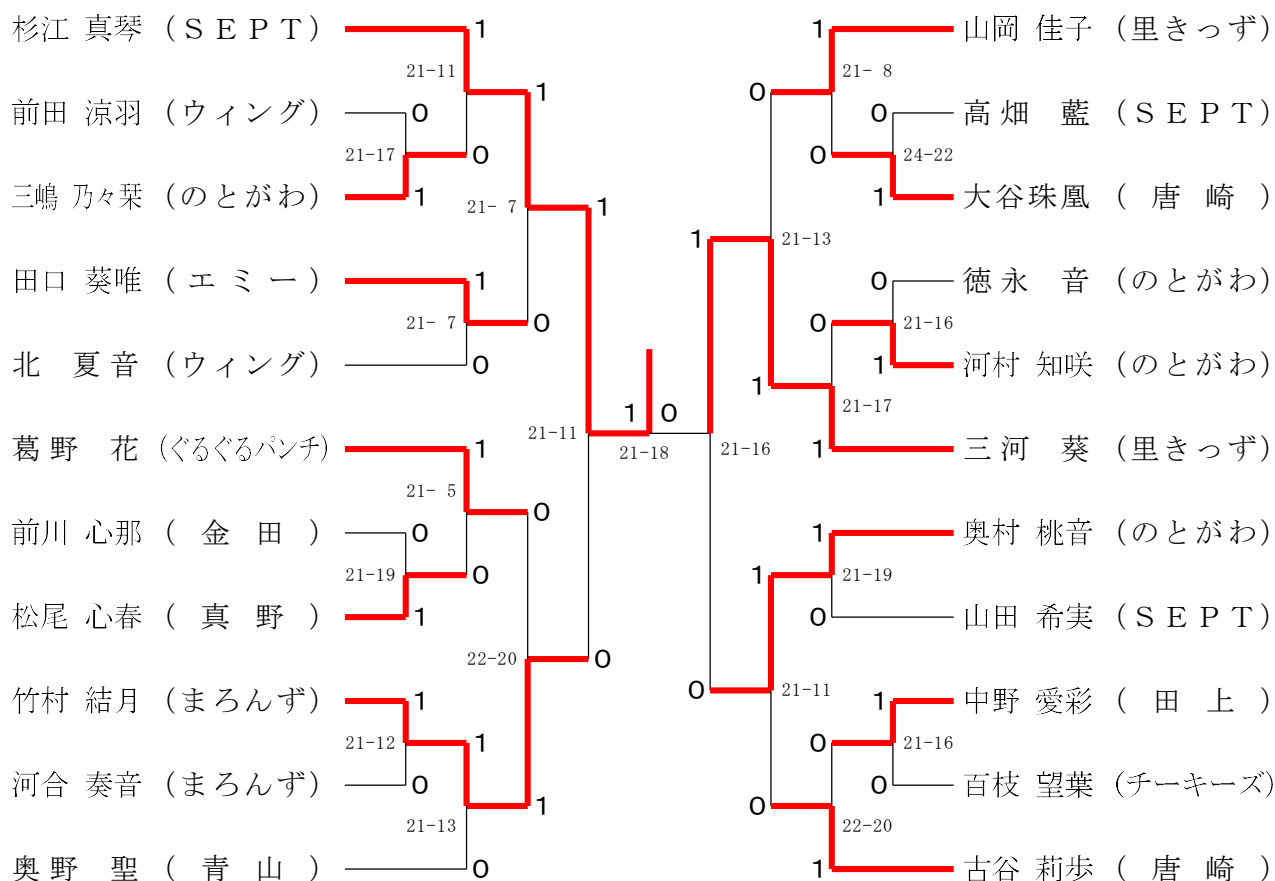 杉江 真琴 (ＳＥＰＴ) 1
21-11
前田 涼羽 (ウィング) 0
21-17
1
0
三嶋 乃々栞 (のとがわ) 1
21- 7
1
田口 葵唯 (エミー) 1
21- 7
0
北 夏音 (ウィング) 0
葛野 花 (ぐるぐるパンチ) 1
21- 5
21-11
0
前川 心那 (金田) 0
21-19
0
松尾 心春 (真野) 1
22-20
0
竹村 結月 (まろんず) 1
21-12
1
河合 奏音 (まろんず) 0
21-13
1
奥野 聖 (青山) 0
1 0
21-18
1 山岡 佳子 (里きっず)
21- 8
0
0 高畑 藍 (ＳＥＰＴ)
24-22
0
1 大谷珠凰 (唐崎)
21-13
1
0 徳永 音 (のとがわ)
21-16
0
1 河村 知咲 (のとがわ)
21-17
1
1 三河 葵 (里きっず)
21-16
1 奥村 桃音 (のとがわ)
21-19
1
0 山田 希実 (ＳＥＰＴ)
21-11
0
1 中野 愛彩 (田上)
21-16
0
0 百枝 望葉 (チーキーズ)
22-20
0
1 古谷 莉歩 (唐崎)